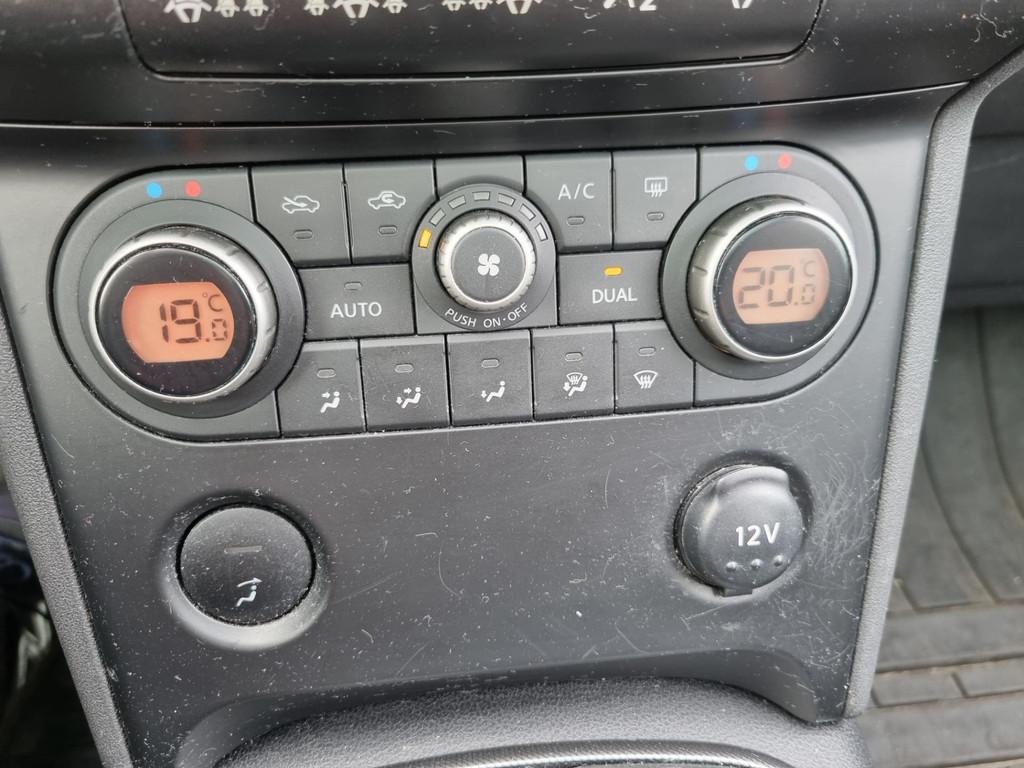 A/C
19.0 °C
20.0 °C
AUTO
DUAL
PUSH ON·OFF
12V